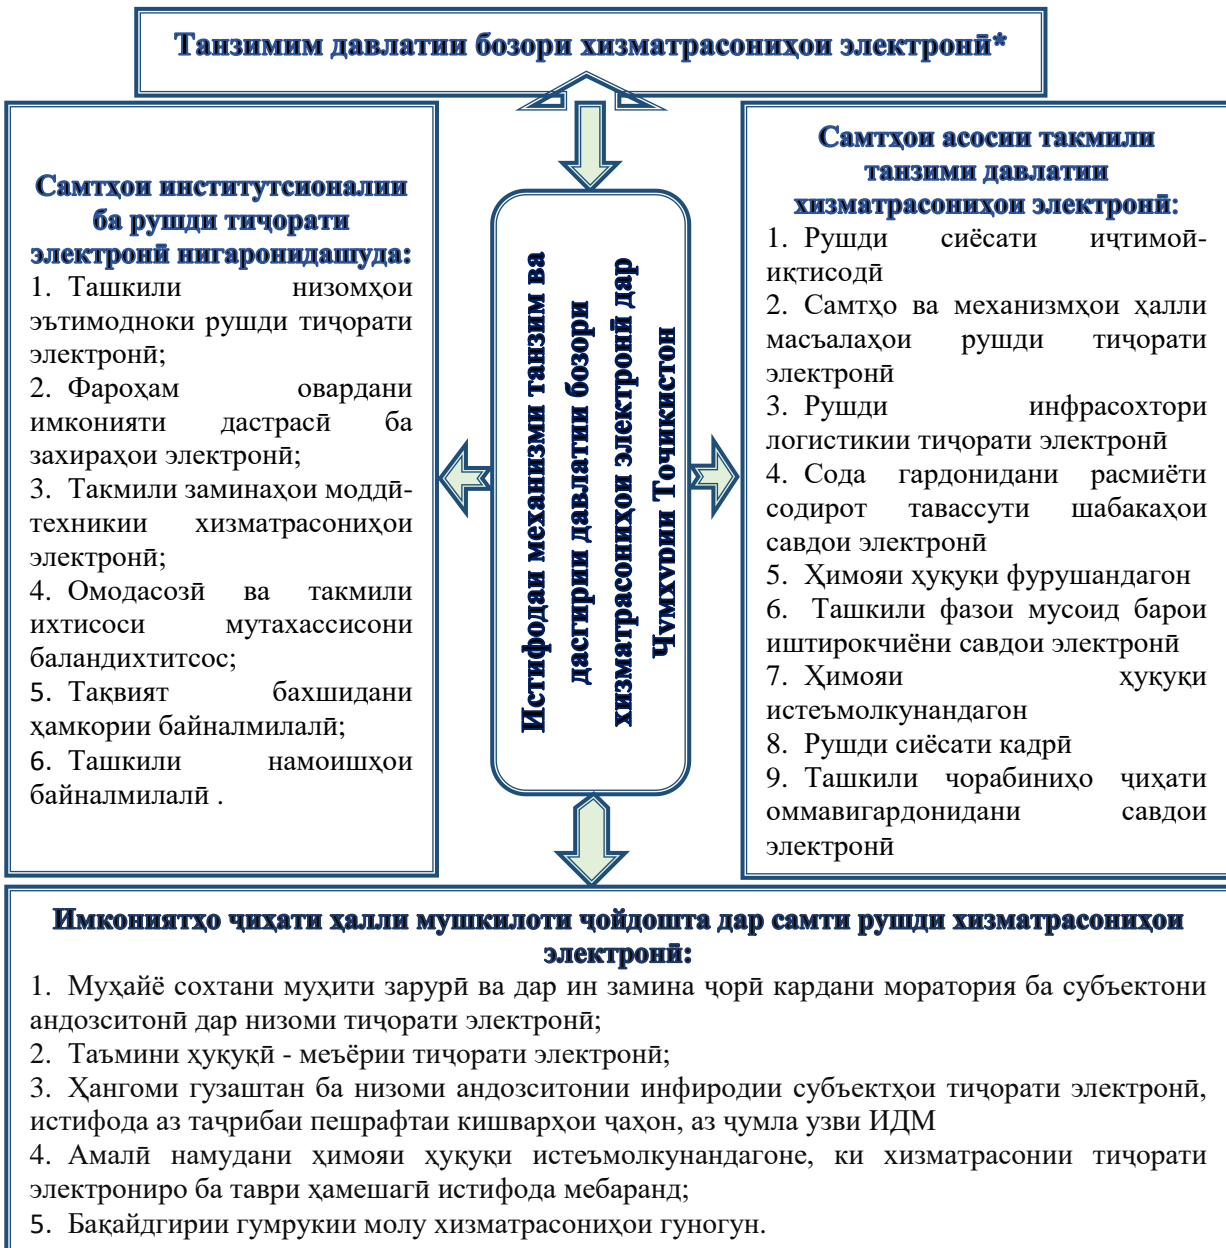 Танзимим давлатии бозори хизматрасониҳои электронӣ*
Самтҳои институтсионалии
ба рушди тиҷорати
электронӣ нигаронидашуда:
1. Ташкили низомҳои
эътимодноки рушди тиҷорати
электронӣ;
2. Фароҳам овардани
имконияти дастрасӣ ба
захираҳои электронӣ;
3. Такмили заминаҳои моддӣ-
техникии хизматрасониҳои
электронӣ;
4. Омодасозӣ ва такмили
ихтисоси мутахассисони
баландихтитсос;
5. Тақвият бахшидани
ҳамкории байналмилалӣ;
6. Ташкили намоишҳои
байналмилалӣ .
Истифодаи механизми танзим ва
дасгирии давлатии бозори
хизматрасониҳои электронӣ дар
Ҷумҳурии Тоҷикистон
Самтҳои асосии такмили
танзими давлатии
хизматрасониҳои электронӣ:
1. Рушди сиёсати иҷтимоӣ-
иқтисодӣ
2. Самтҳо ва механизмҳои ҳалли
масъалаҳои рушди тиҷорати
электронӣ
3. Рушди инфрасохтори
логистикии тиҷорати электронӣ
4. Сода гардонидани расмиёти
содирот тавассути шабакаҳои
савдои электронӣ
5. Ҳимояи ҳуқуқи фурушандагон
6. Ташкили фазои мусоид барои
иштирокчиёни савдои электронӣ
7. Ҳимояи ҳуқуқи
истеъмолкунандагон
8. Рушди сиёсати кадрӣ
9. Ташкили чорабиниҳо ҷиҳати
оммавигардонидани савдои
электронӣ
Имкониятҳо ҷиҳати ҳалли мушкилоти ҷойдошта дар самти рушди хизматрасониҳои
электронӣ:
1. Муҳайё сохтани муҳити зарурӣ ва дар ин замина ҷорӣ кардани моратория ба субъектони
андозситонӣ дар низоми тиҷорати электронӣ;
2. Таъмини ҳуқуқӣ - меъёрии тиҷорати электронӣ;
3. Ҳангоми гузаштан ба низоми андозситонии инфиродии субъектҳои тиҷорати электронӣ,
истифода аз таҷрибаи пешрафтаи кишварҳои ҷаҳон, аз ҷумла узви ИДМ
4. Амалӣ намудани ҳимояи ҳуқуқи истеъмолкунандагоне, ки хизматрасонии тиҷорати
электрониро ба таври ҳамешагӣ истифода мебаранд;
5. Бақайдгирии гумрукии молу хизматрасониҳои гуногун.